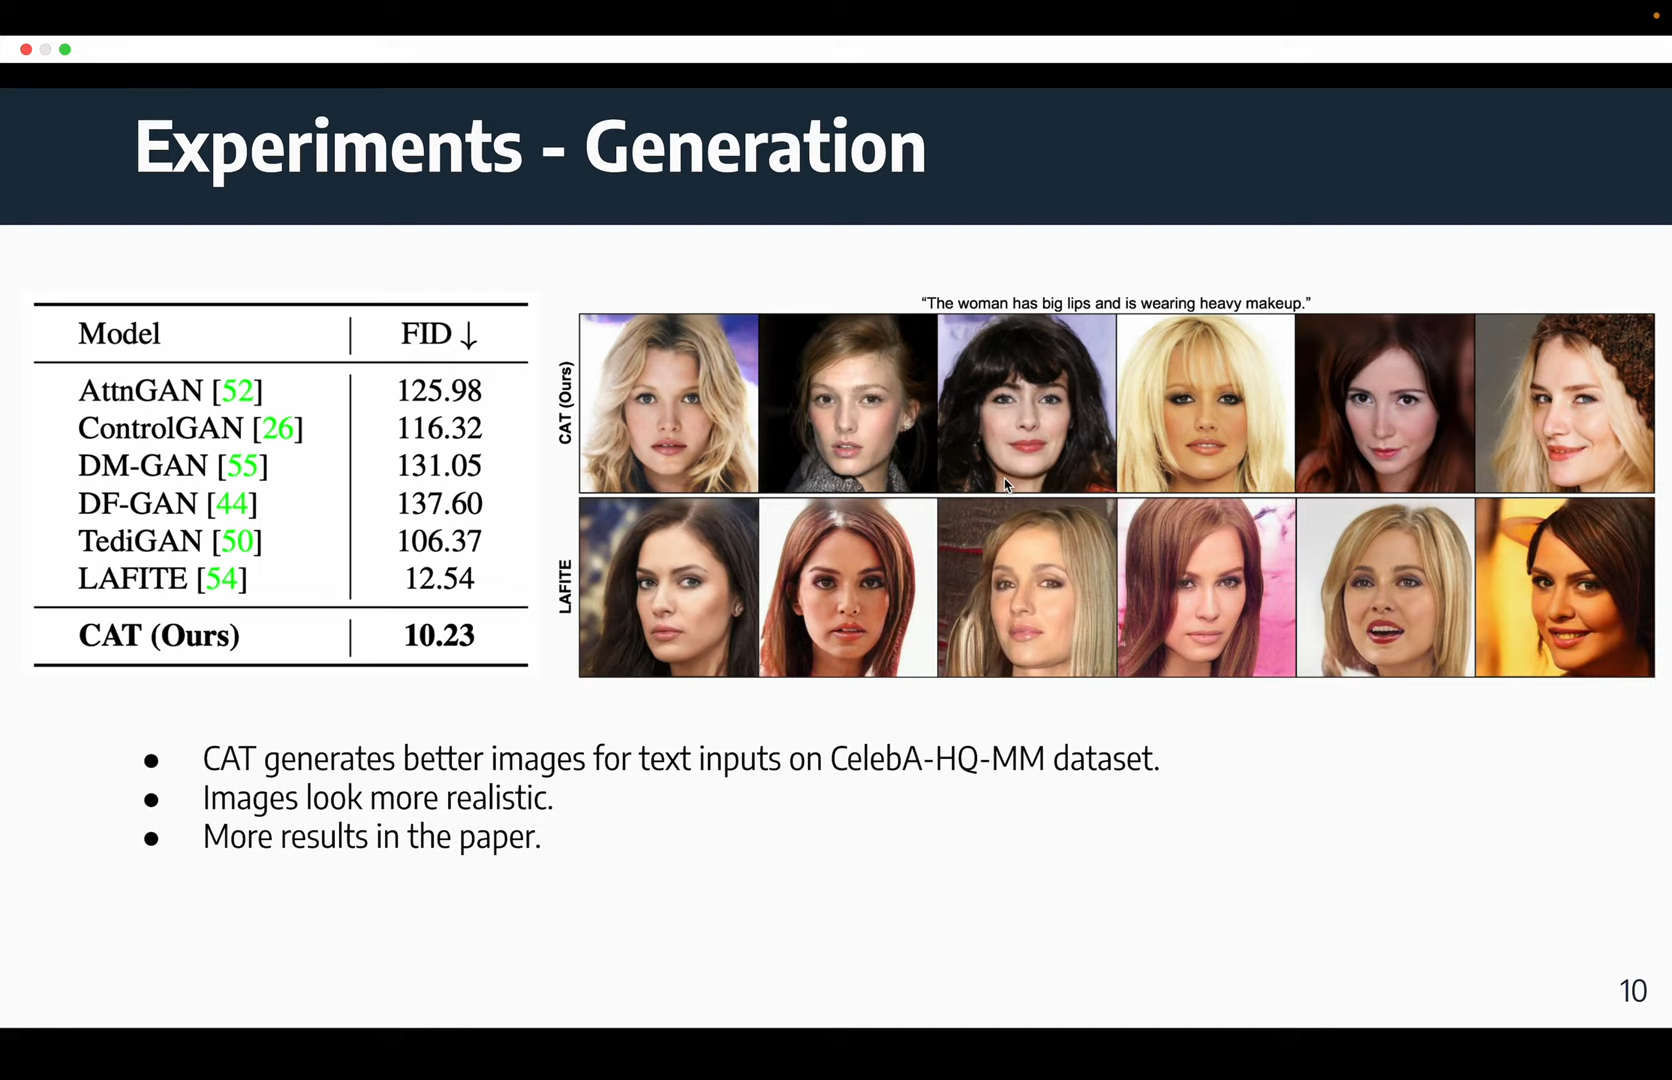 Experiments - Generation
Model FID ↓
AttnGAN [52] 125.98
ControlGAN [26] 116.32
DM-GAN [55] 131.05
DF-GAN [44] 137.60
TediGAN [50] 106.37
LAFITE [54] 12.54
CAT (Ours) 10.23
“The woman has big lips and is wearing heavy makeup.”
CAT (Ours)
LAFITE
● CAT generates better images for text inputs on CelebA-HQ-MM dataset.
● Images look more realistic.
● More results in the paper.
10